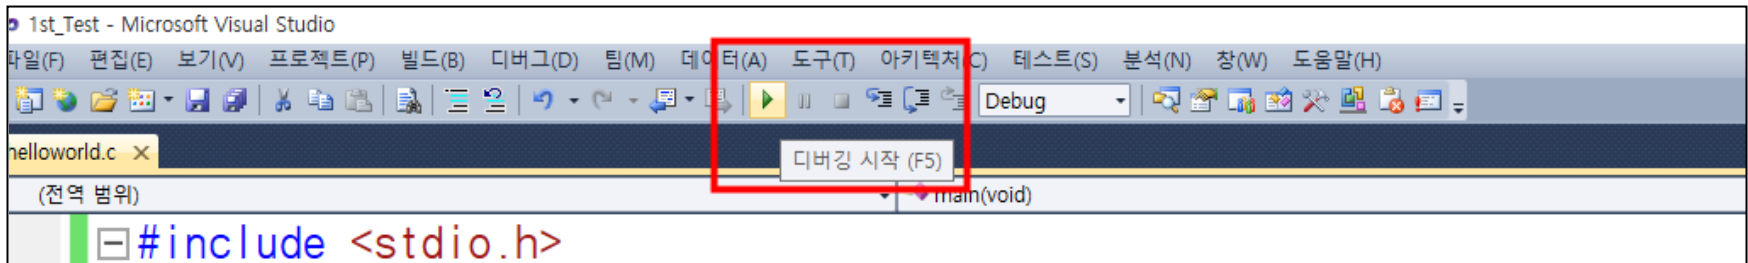 1st_Test - Microsoft Visual Studio
파일(F) 편집(E) 보기(V) 프로젝트(P) 빌드(B) 디버그(D) 팀(M) 데이터(A) 도구(T) 아키텍처(C) 테스트(S) 분석(N) 창(W) 도움말(H)
Debug
helloworld.c
디버깅 시작 (F5)
(전역 범위) main(void)
#include <stdio.h>